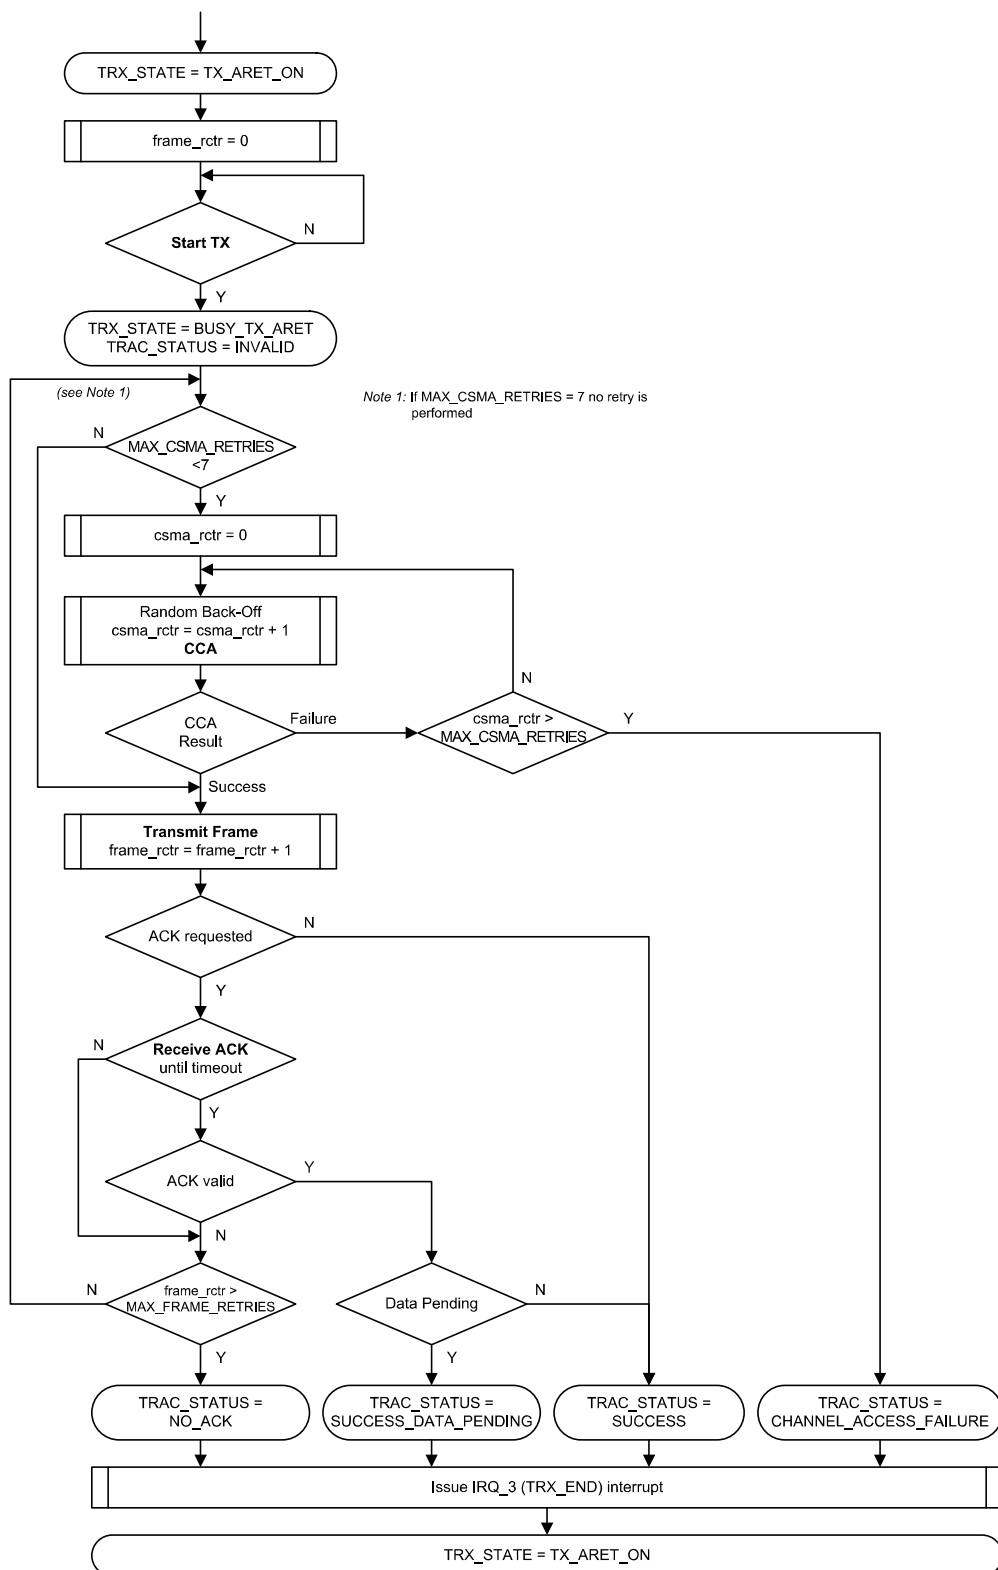 TRX_STATE = TX_ARET_ON
frame_rctr = 0
Start TX
N
Y
TRX_STATE = BUSY_TX_ARET
TRAC_STATUS = INVALID
(see Note 1)
Note 1: If MAX_CSMA_RETRIES = 7 no retry is
performed
N
MAX_CSMA_RETRIES
<7
Y
csma_rctr = 0
Random Back-Off
csma_rctr = csma_rctr + 1
CCA
N
CCA
Result
Failure
csma_rctr >
MAX_CSMA_RETRIES
Y
Success
Transmit Frame
frame_rctr = frame_rctr + 1
ACK requested
N
Y
N
Receive ACK
until timeout
Y
ACK valid
Y
N
N
frame_rctr >
MAX_FRAME_RETRIES
Data Pending
N
Y
Y
TRAC_STATUS =
NO_ACK
TRAC_STATUS =
SUCCESS_DATA_PENDING
TRAC_STATUS =
SUCCESS
TRAC_STATUS =
CHANNEL_ACCESS_FAILURE
Issue IRQ_3 (TRX_END) interrupt
TRX_STATE = TX_ARET_ON